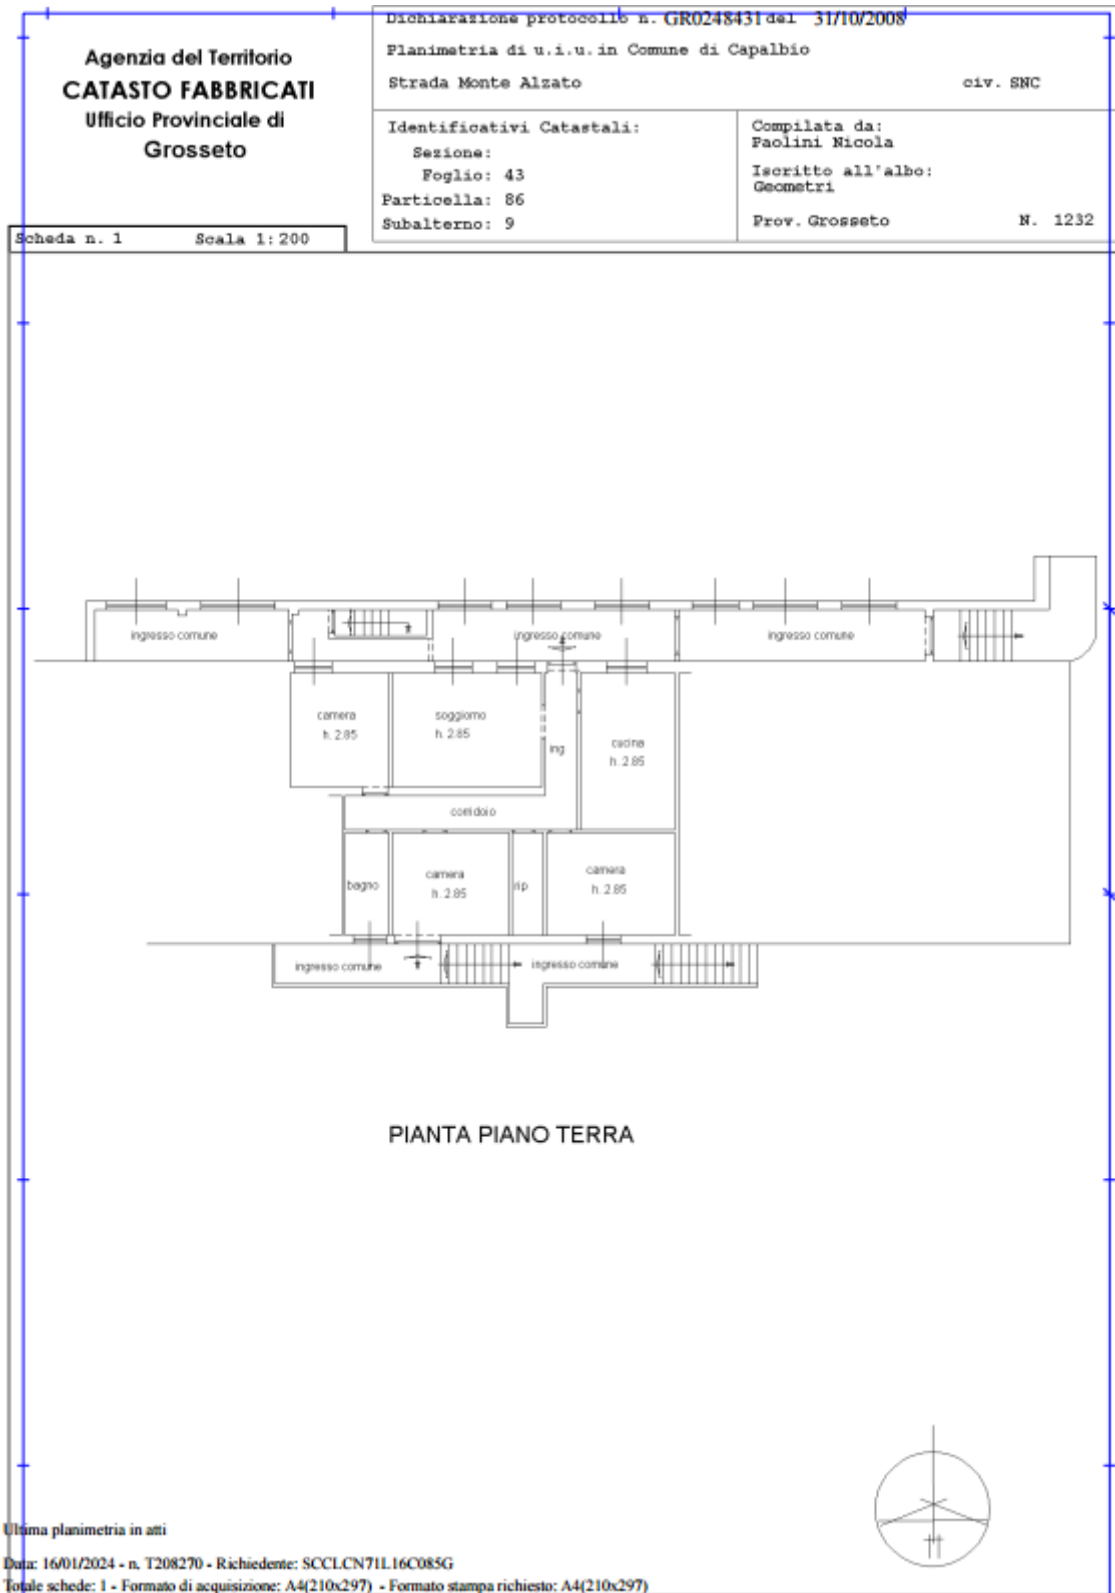 Dichiarazione protocollo n. GR0248431 del 31/10/2008
Agenzia del Territorio
CATASTO FABBRICATI
Ufficio Provinciale di
Grosseto
Planimetria di u.i.u. in Comune di Capalbio
Strada Monte Alzato civ. SNC
Identificativi Catastali:
Sezione:
Foglio: 43
Particella: 86
Subalterno: 9
Compilata da:
Paolini Nicola
Iscritto all'albo:
Geometri
Prov. Grosseto N. 1232
Scheda n. 1 Scala 1:200
ingresso comune
ingresso comune
ingresso comune
camera
h. 2.85
soggiorno
h. 2.85
ing
cucina
h. 2.85
corridoio
bagno
camera
h. 2.85
rip
camera
h. 2.85
ingresso comune
ingresso comune
PIANTA PIANO TERRA
Ultima planimetria in atti
Data: 16/01/2024 - n. T208270 - Richiedente: SCCLCN71L16C085G
Totale schede: 1 - Formato di acquisizione: A4(210x297) - Formato stampa richiesto: A4(210x297)